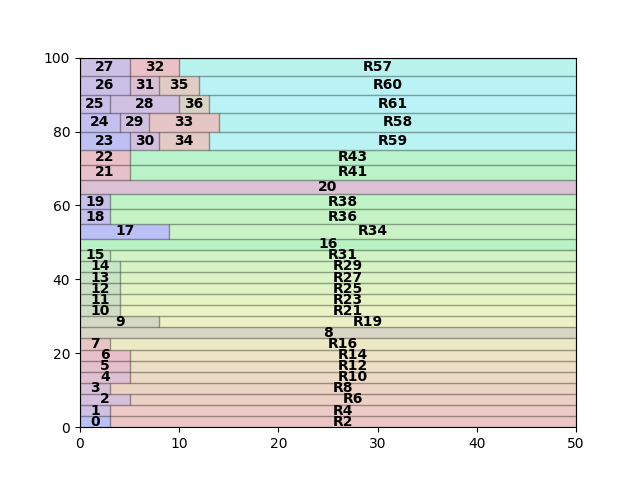 100
27 32 R57
26 31 35 R60
25 28 36 R61
24 29 33 R58
80
23 30 34 R59
22 R43
21 R41
20
19 R38
60
18 R36
17 R34
16
15 R31
14 R29
40
13 R27
12 R25
11 R23
10 R21
9 R19
8
7 R16
20
6 R14
5 R12
4 R10
3 R8
2 R6
1 R4
0 R2
0
0 10 20 30 40 50